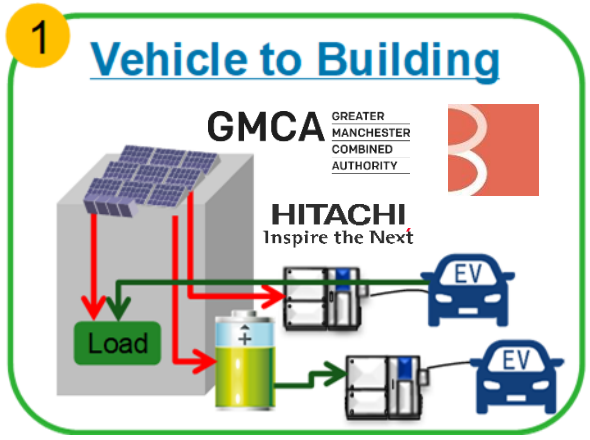 1
Vehicle to Building
GMCA
GREATER
MANCHESTER
COMBINED
AUTHORITY
HITACHI
Inspire the Next
EV
Load
+
EV